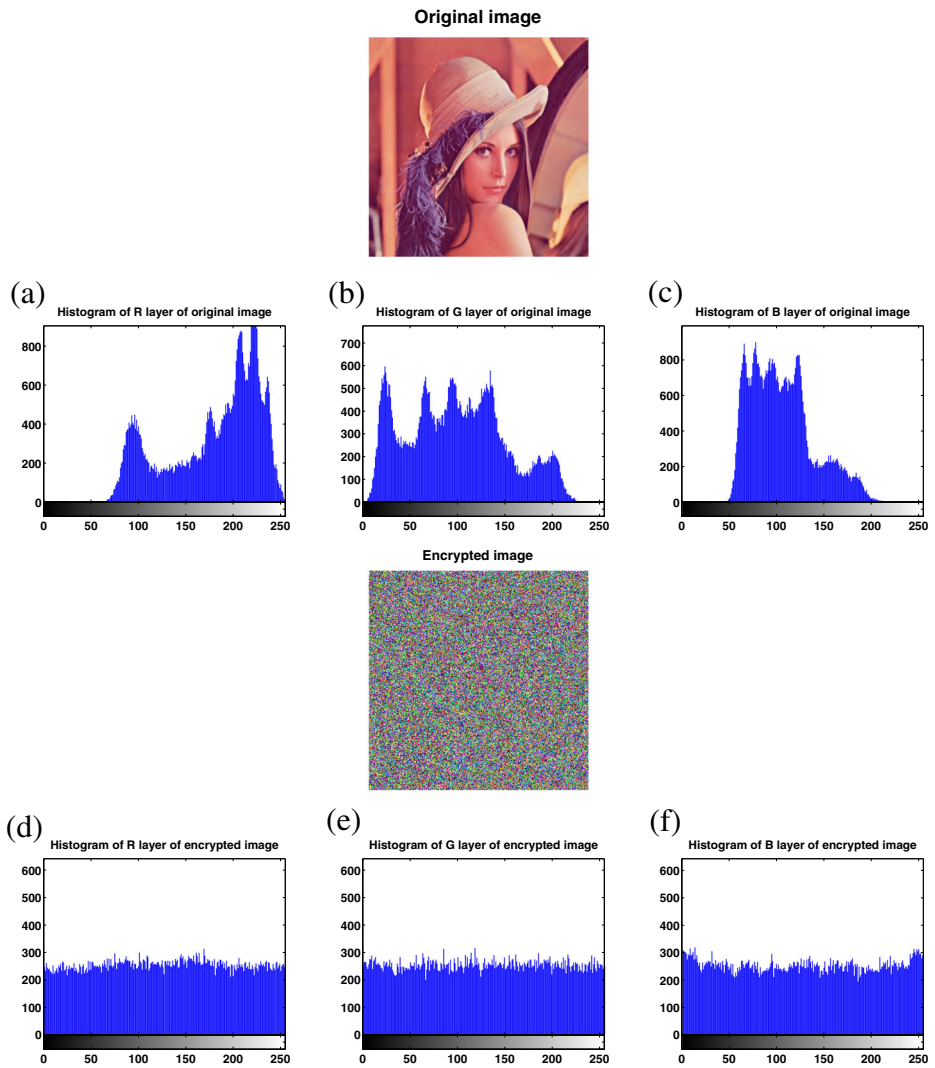 Original image
(a)
(b)
(c)
Histogram of R layer of original image
Histogram of G layer of original image
Histogram of B layer of original image
800
600
400
200
0
0 50 100 150 200 250
700
600
500
400
300
200
100
0
0 50 100 150 200 250
800
600
400
200
0
0 50 100 150 200 250
Encrypted image
(d)
(e)
(f)
Histogram of R layer of encrypted image
Histogram of G layer of encrypted image
Histogram of B layer of encrypted image
600
500
400
300
200
100
0
0 50 100 150 200 250
600
500
400
300
200
100
0
0 50 100 150 200 250
600
500
400
300
200
100
0
0 50 100 150 200 250